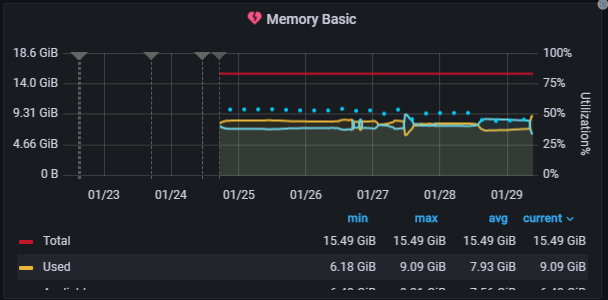 Memory Basic
18.6 GiB 100%
14.0 GiB 75%
9.31 GiB 50%
4.66 GiB 25%
0 B 0%
Utilization%
01/23 01/24 01/25 01/26 01/27 01/28 01/29
min max avg current
Total 15.49 GiB 15.49 GiB 15.49 GiB 15.49 GiB
Used 6.18 GiB 9.09 GiB 7.93 GiB 9.09 GiB